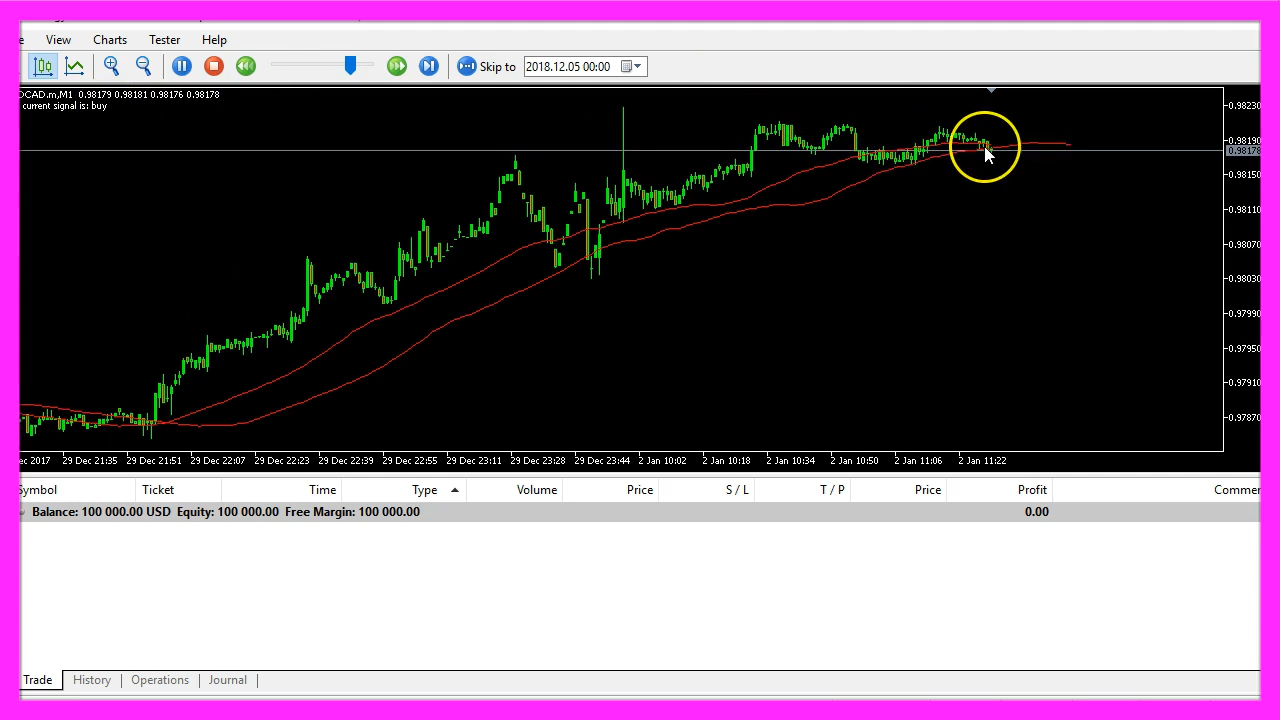 View Charts Tester Help
Skip to 2018.12.05 00:00
DCAD.m,M1 0.98179 0.98181 0.98176 0.98178
current signal is: buy
0.98230
0.98190
0.98178
0.98150
0.98110
0.98070
0.98030
0.97990
0.97950
0.97910
0.97870
ec 2017 29 Dec 21:35 29 Dec 21:51 29 Dec 22:07 29 Dec 22:23 29 Dec 22:39 29 Dec 22:55 29 Dec 23:11 29 Dec 23:28 29 Dec 23:44 2 Jan 10:02 2 Jan 10:18 2 Jan 10:34 2 Jan 10:50 2 Jan 11:06 2 Jan 11:22
Symbol Ticket Time Type Volume Price S / L T / P Price Profit Commen
Balance: 100 000.00 USD Equity: 100 000.00 Free Margin: 100 000.00 0.00
Trade History Operations Journal